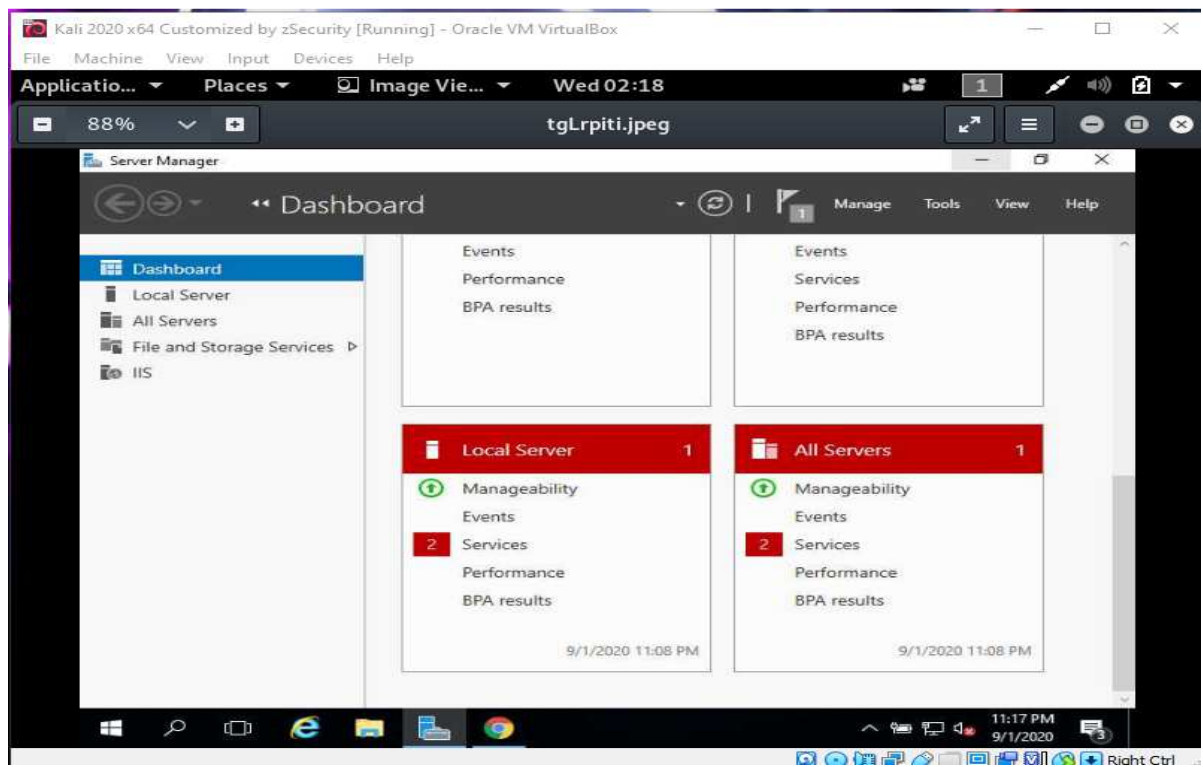 Kali 2020 x64 Customized by zSecurity [Running] - Oracle VM VirtualBox
File Machine View Input Devices Help
Applicatio... Places Image Vie... Wed 02:18 1
88% tgLrpiti.jpeg
Server Manager
Dashboard 1 Manage Tools View Help
Dashboard
Local Server
All Servers
File and Storage Services
IIS
Events
Performance
BPA results
Events
Services
Performance
BPA results
Local Server 1
Manageability
Events
2 Services
Performance
BPA results
9/1/2020 11:08 PM
All Servers 1
Manageability
Events
2 Services
Performance
BPA results
9/1/2020 11:08 PM
11:17 PM
9/1/2020
3
Right Ctrl